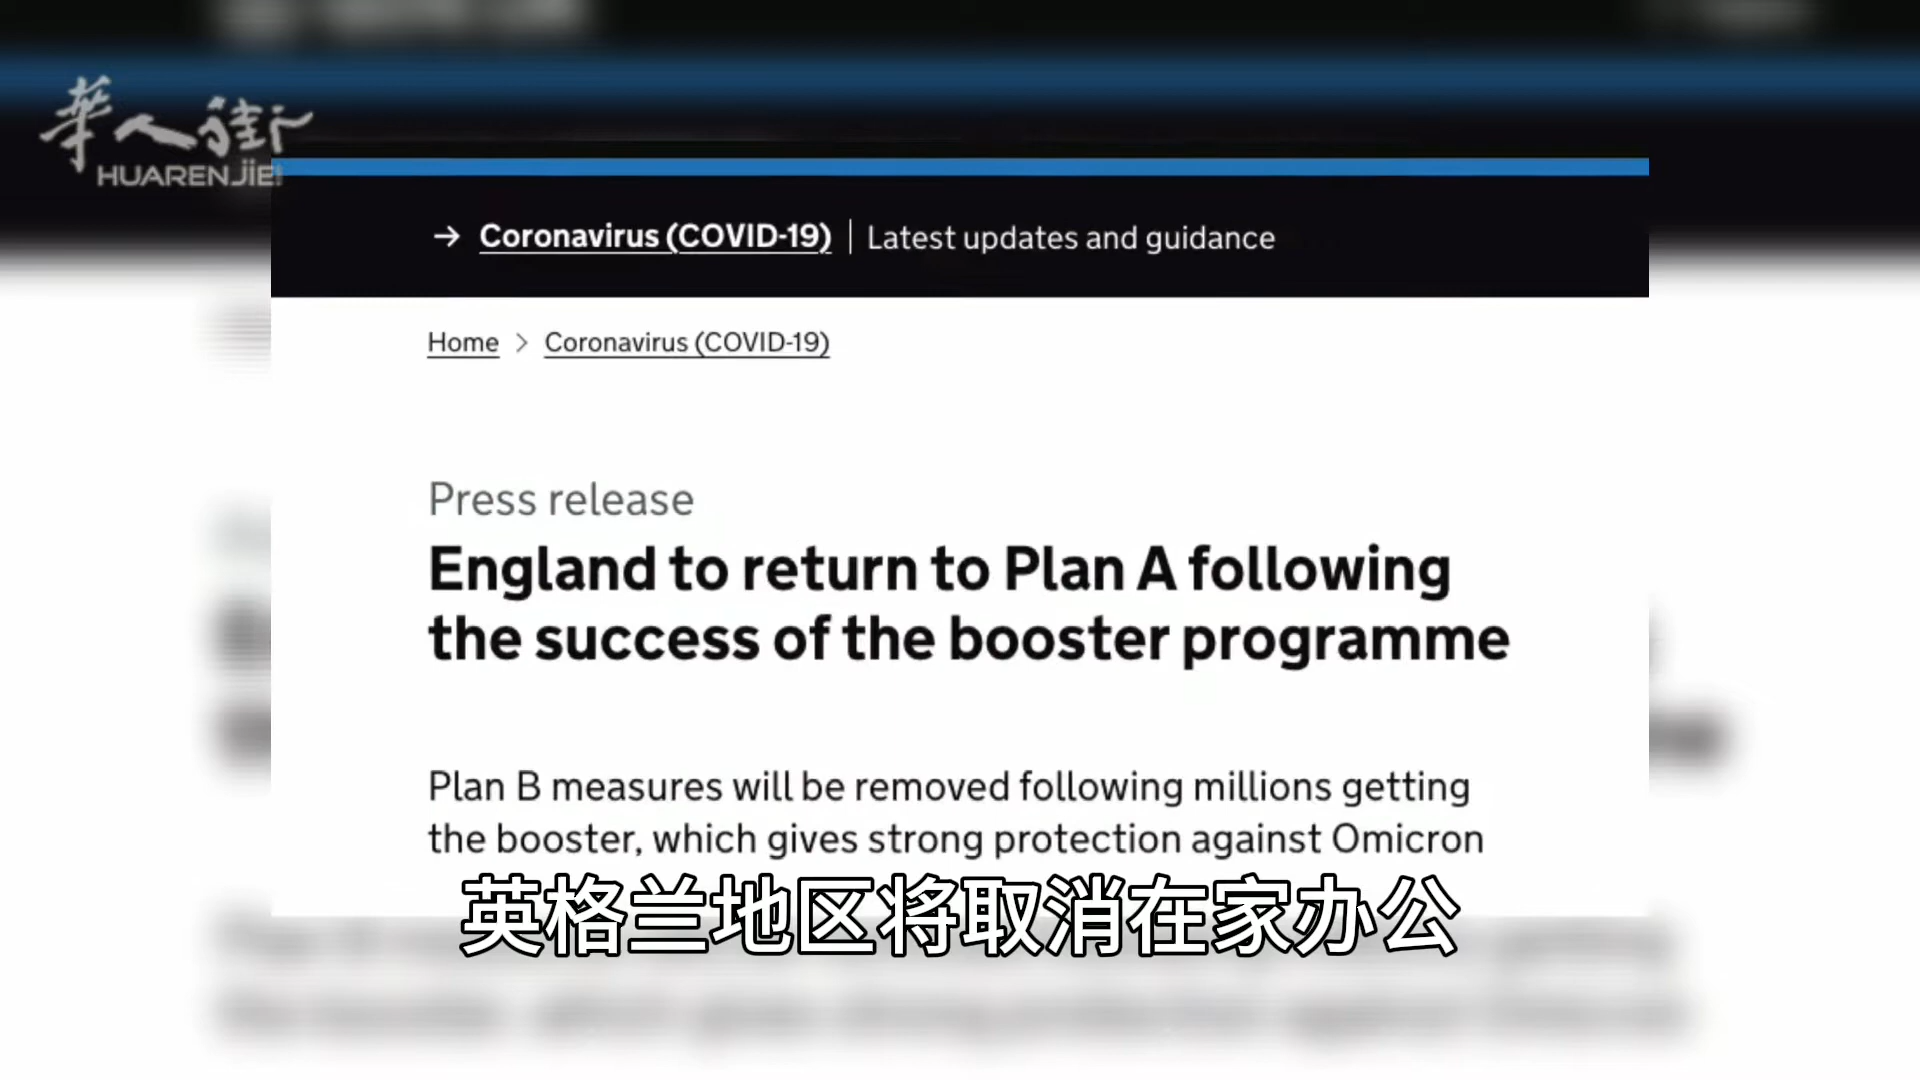 華人街
HUARENJIE
→ Coronavirus (COVID-19) | Latest updates and guidance
Home > Coronavirus (COVID-19)
Press release
England to return to Plan A following
the success of the booster programme
Plan B measures will be removed following millions getting
the booster, which gives strong protection against Omicron
英格兰地区将取消在家办公